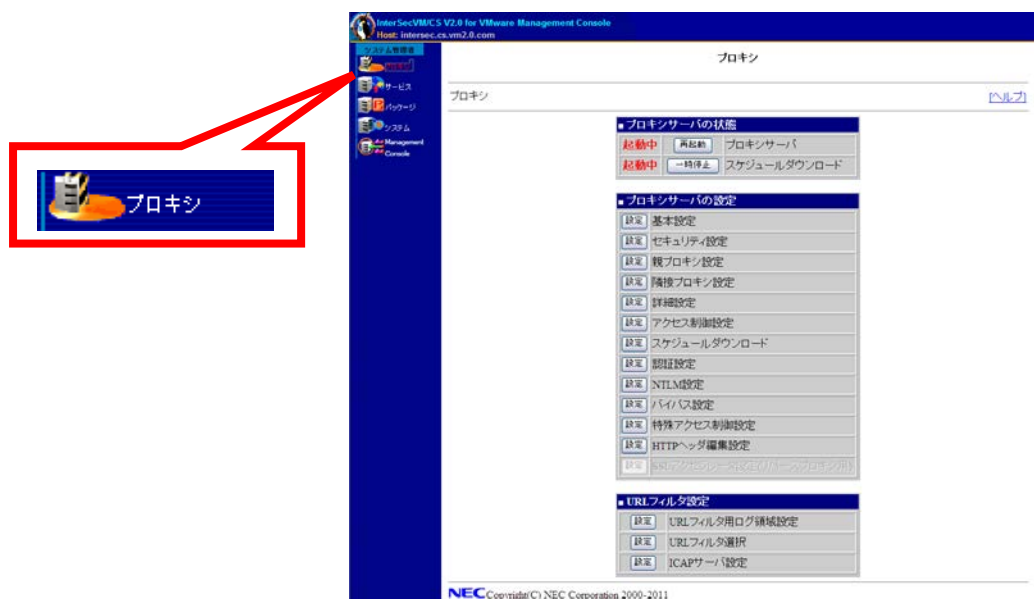 InterSecVM/CS V2.0 for VMware Management Console
Host: intersec.cs.vm2.0.com
システム管理者
サービス
パッケージ
システム
Management
Console
プロキシ
プロキシ
プロキシ
[ヘルプ]
■プロキシサーバの状態
起動中 再起動 プロキシサーバ
起動中 一時停止 スケジュールダウンロード
■プロキシサーバの設定
設定 基本設定
設定 セキュリティ設定
設定 親プロキシ設定
設定 隣接プロキシ設定
設定 詳細設定
設定 アクセス制御設定
設定 スケジュールダウンロード
設定 認証設定
設定 NTLM設定
設定 バイパス設定
設定 特殊アクセス制御設定
設定 HTTPヘッダ編集設定
設定
■URLフィルタ設定
設定 URLフィルタ用ログ領域設定
設定 URLフィルタ選択
設定 ICAPサーバ設定
NEC Copyright(C) NEC Corporation 2000-2011